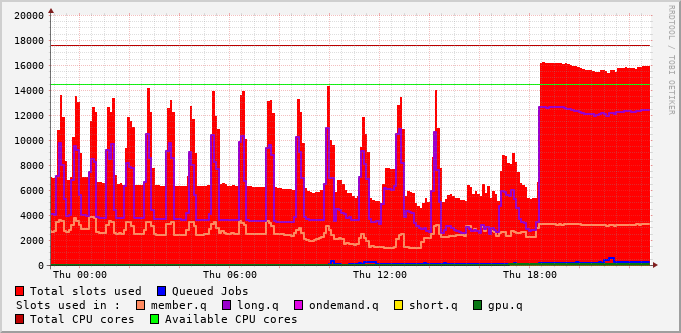 20000
18000
16000
14000
12000
10000
8000
6000
4000
2000
0
Thu 00:00 Thu 06:00 Thu 12:00 Thu 18:00
RRDTOOL / TOBI OETIKER
Total slots used Queued Jobs
Slots used in : member.q long.q ondemand.q short.q gpu.q
Total CPU cores Available CPU cores